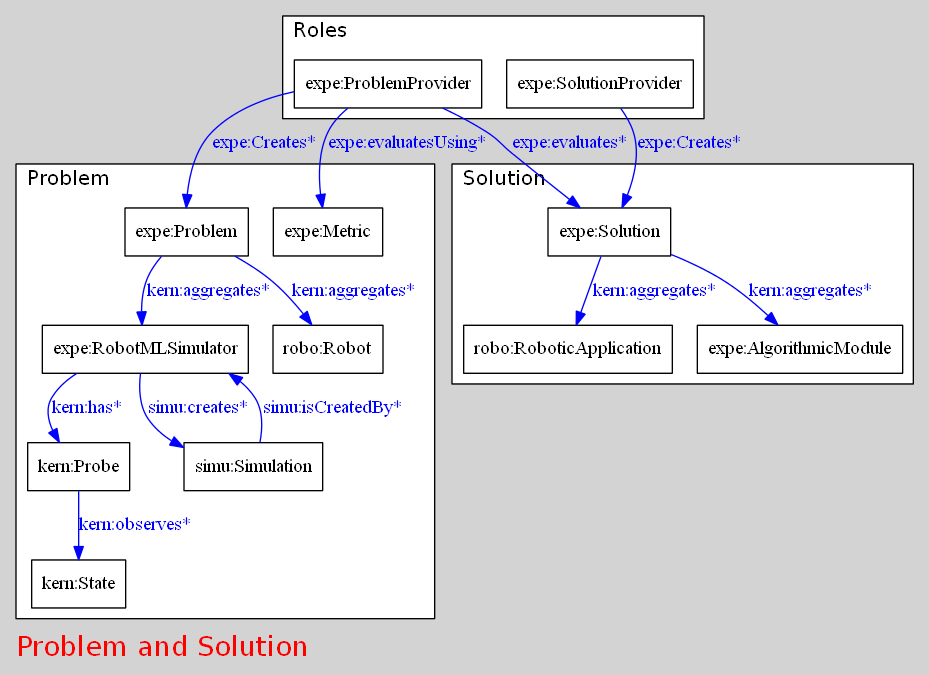 Roles
expe:ProblemProvider
expe:SolutionProvider
expe:Creates*
expe:evaluatesUsing*
expe:evaluates*
expe:Creates*
Problem
Solution
expe:Problem
expe:Metric
expe:Solution
kern:aggregates*
kern:aggregates*
kern:aggregates*
kern:aggregates*
expe:RobotMLSimulator
robo:Robot
robo:RoboticApplication
expe:AlgorithmicModule
kern:has*
simu:creates*
simu:isCreatedBy*
kern:Probe
simu:Simulation
kern:observes*
kern:State
Problem and Solution